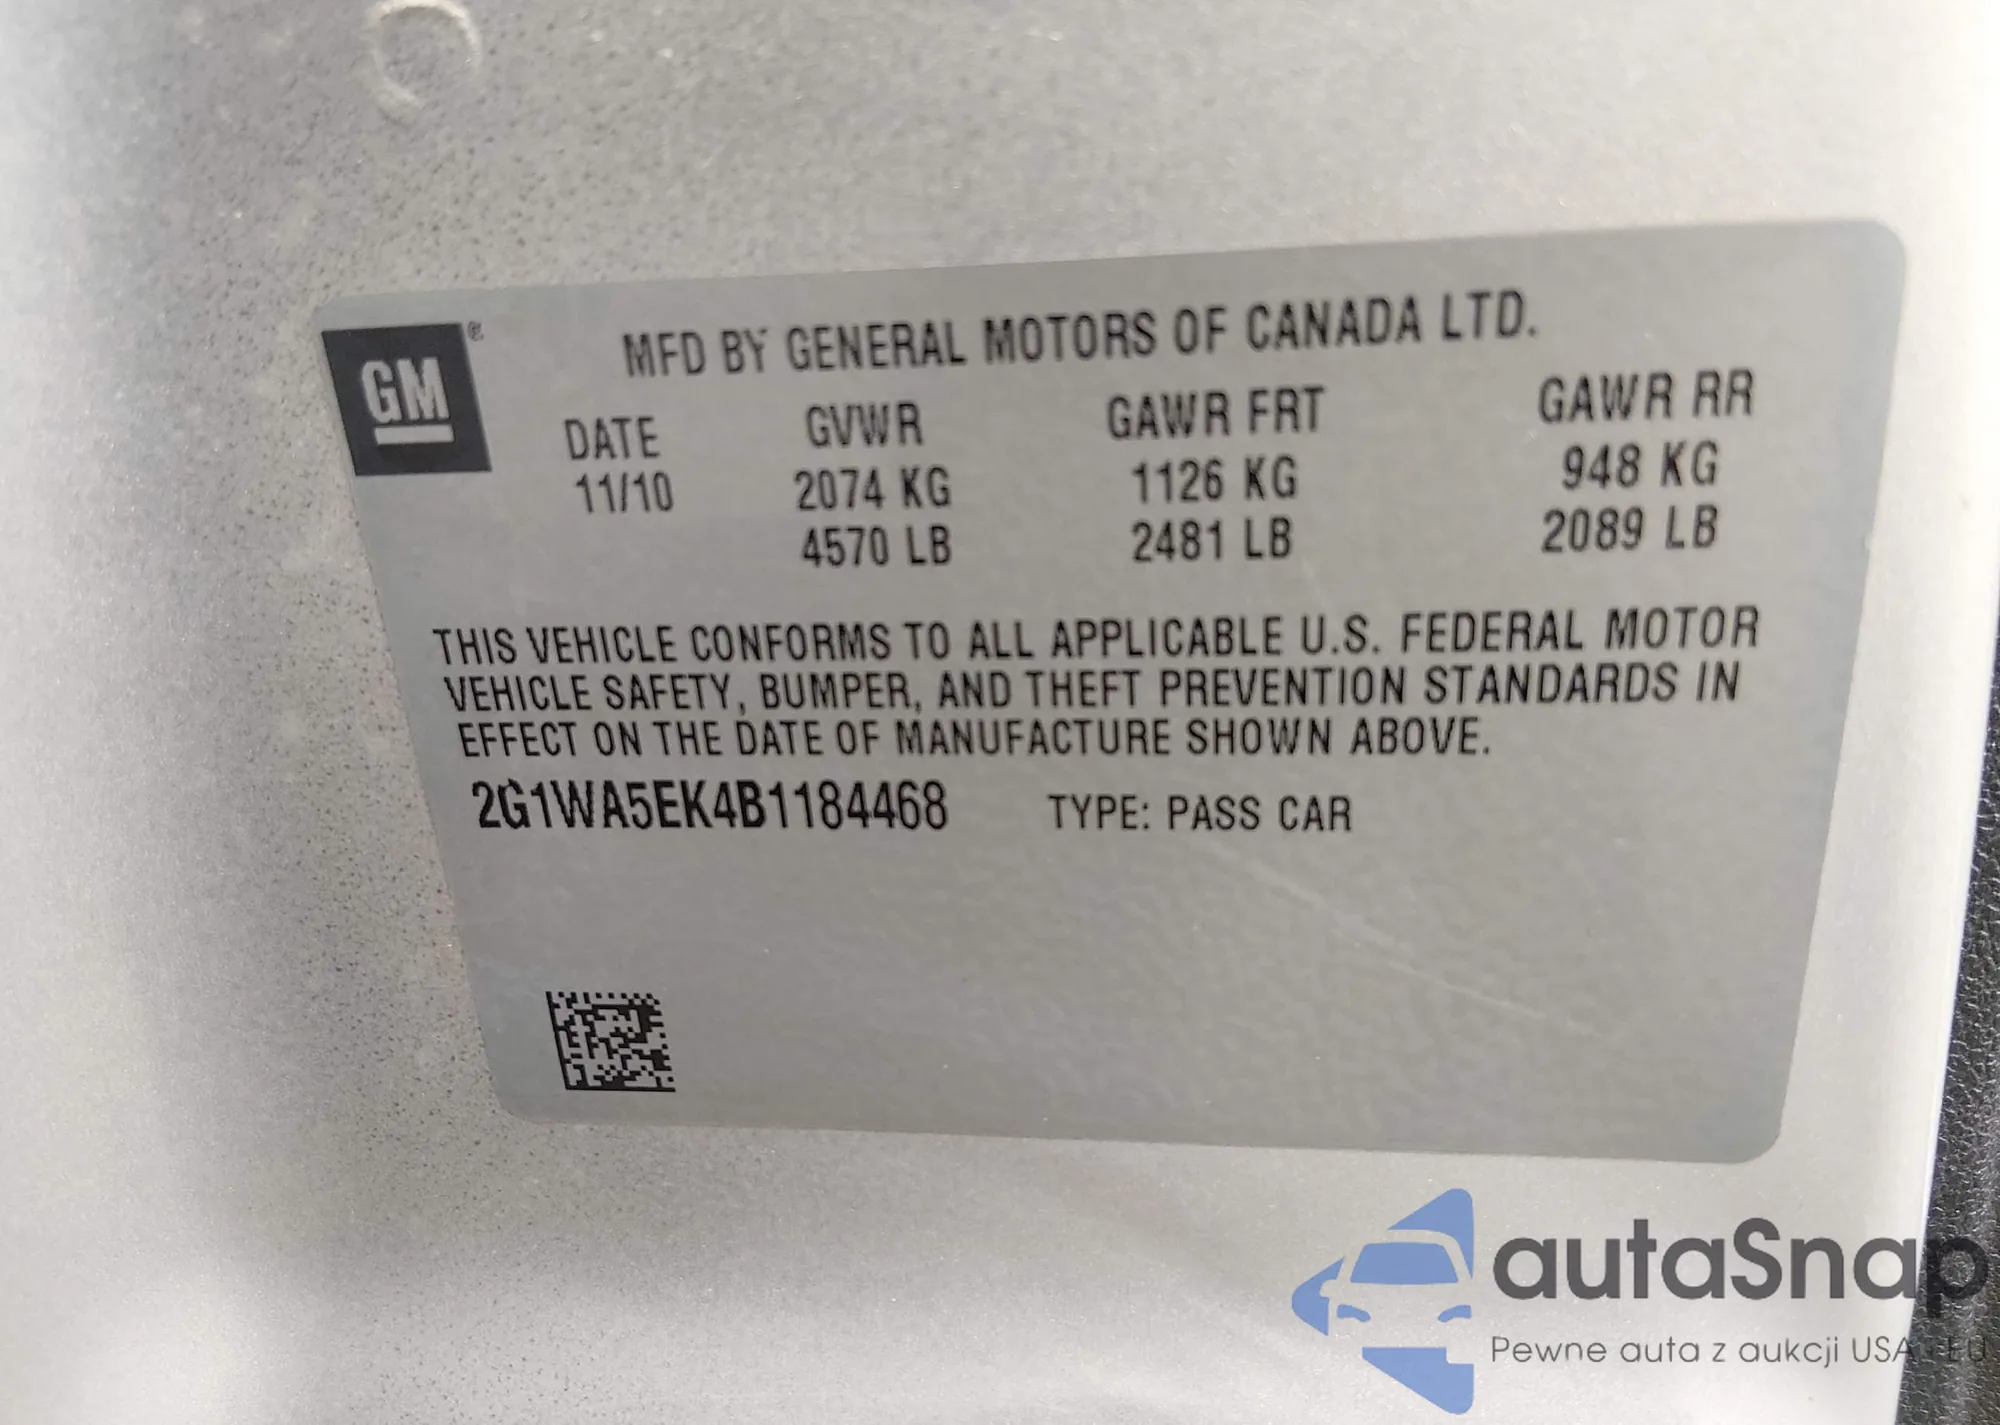 GM ®
MFD BY GENERAL MOTORS OF CANADA LTD.
DATE GVWR GAWR FRT GAWR RR
11/10 2074 KG 1126 KG 948 KG
4570 LB 2481 LB 2089 LB
THIS VEHICLE CONFORMS TO ALL APPLICABLE U.S. FEDERAL MOTOR
VEHICLE SAFETY, BUMPER, AND THEFT PREVENTION STANDARDS IN
EFFECT ON THE DATE OF MANUFACTURE SHOWN ABOVE.
2G1WA5EK4B1184468 TYPE: PASS CAR
autaSnap
Pewne auta z aukcji USA i EU